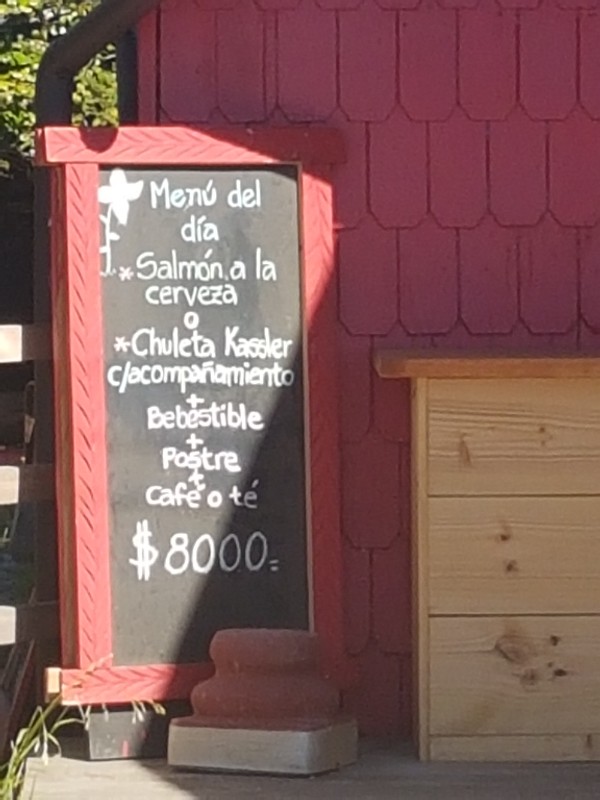 Menú del
día
*Salmón a la
cerveza
o
*Chuleta Kassler
c/acompañamiento
+
Bebestible
+
Postre
+
Café o té
$8000.=